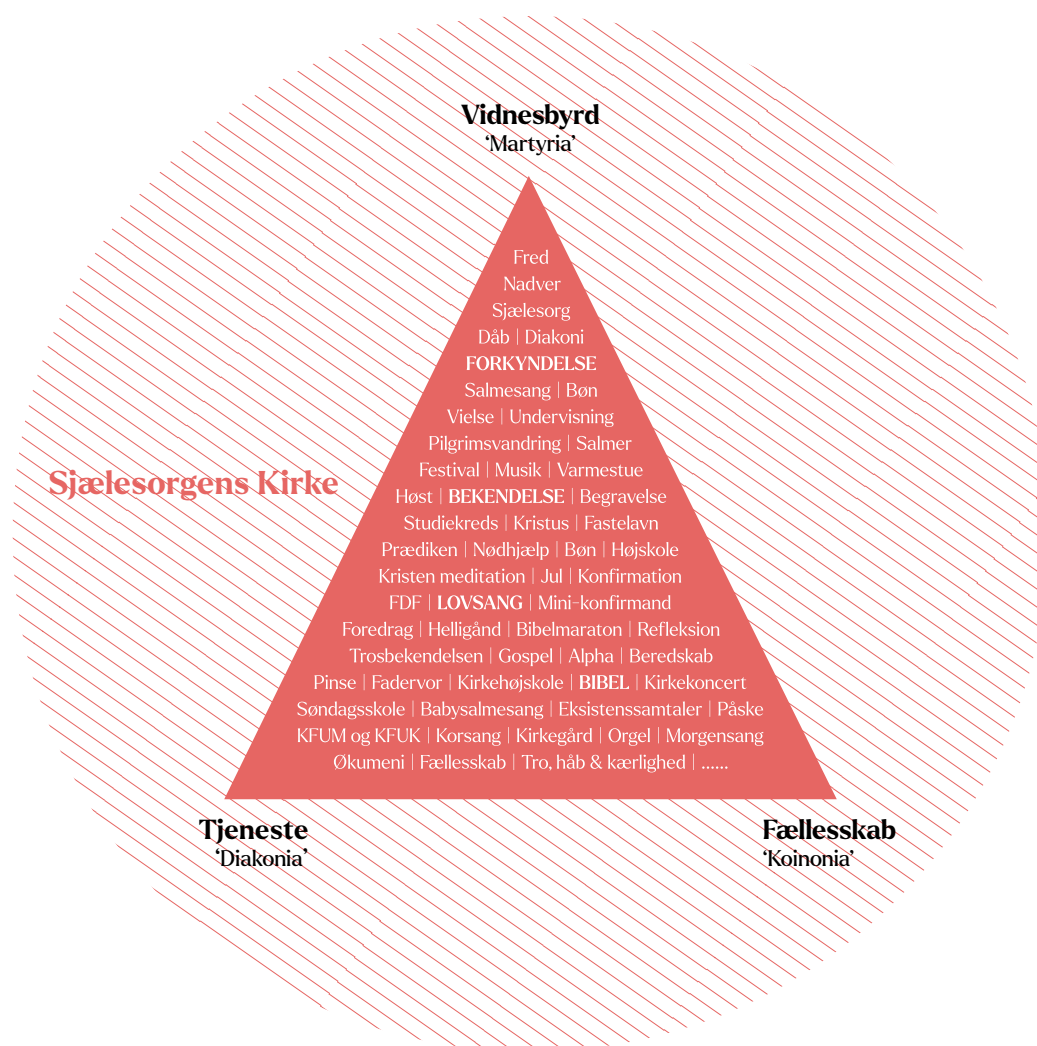 Vidnesbyrd
‘Martyria’
Fred
Nadver
Sjælesorg
Dåb | Diakoni
FORKYNDELSE
Salmesang | Bøn
Vielse | Undervisning
Pilgrimsvandring | Salmer
Festival | Musik | Varmestue
Sjælesorgens Kirke
Høst | BEKENDELSE | Begravelse
Studiekreds | Kristus | Fastelavn
Prædiken | Nødhjælp | Bøn | Højskole
Kristen meditation | Jul | Konfirmation
FDF | LOVSANG | Mini-konfirmand
Foredrag | Helligånd | Bibelmaraton | Refleksion
Trosbekendelsen | Gospel | Alpha | Beredskab
Pinse | Fadervor | Kirkehøjskole | BIBEL | Kirkekoncert
Søndagsskole | Babysalmesang | Eksistenssamtaler | Påske
KFUM og KFUK | Korsang | Kirkegård | Orgel | Morgensang
Økumeni | Fællesskab | Tro, håb & kærlighed | ......
Tjeneste
‘Diakonia’
Fællesskab
‘Koinonia’